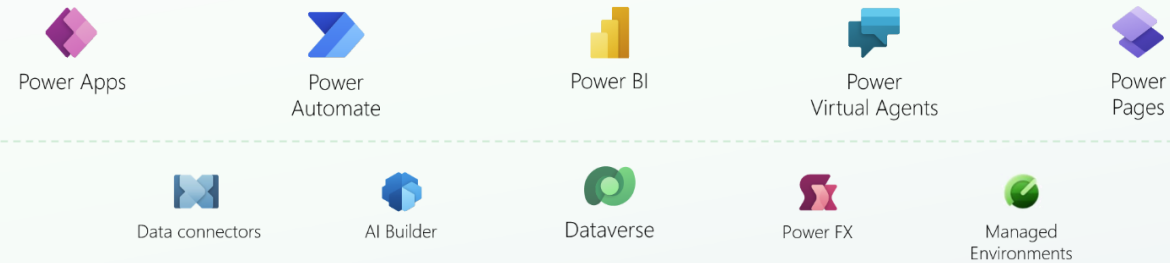 Power Apps
Power
Automate
Power BI
Power
Virtual Agents
Power
Pages
Data connectors
AI Builder
Dataverse
Power FX
Managed
Environments